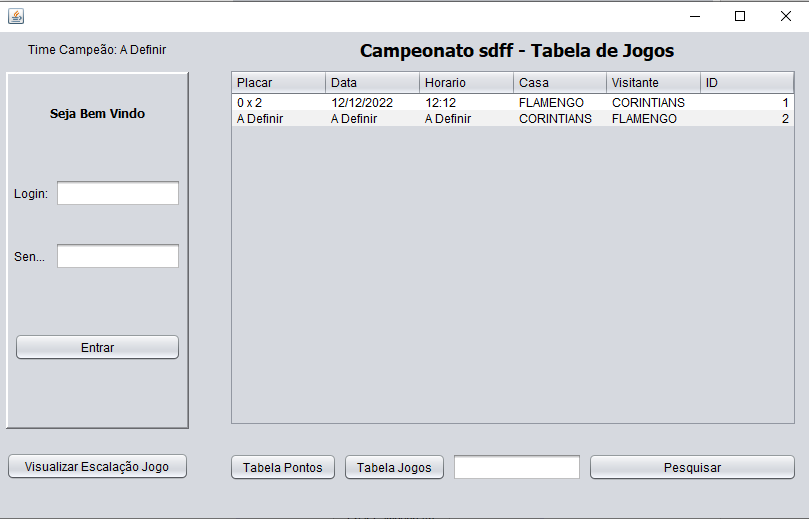 Time Campeão: A Definir
Campeonato sdff - Tabela de Jogos
Seja Bem Vindo
Login:
Sen...
Entrar
Visualizar Escalação Jogo
Placar Data Horario Casa Visitante ID
0 x 2 12/12/2022 12:12 FLAMENGO CORINTIANS 1
A Definir A Definir A Definir CORINTIANS FLAMENGO 2
Tabela Pontos Tabela Jogos Pesquisar